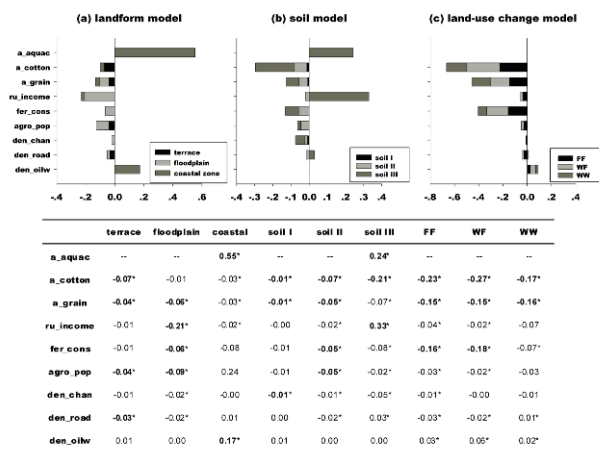 (a) landform model (b) soil model (c) land-use change model
a_aquac
a_cotton
a_grain
ru_income
fer_cons
agro_pop
den_chan
den_road
den_oilw
terrace
floodplain
coastal zone
soil I
soil II
soil III
FF
WF
WW
-.4 -.2 0.0 .2 .4 .6 -.4 -.3 -.2 -.1 0.0 .1 .2 .3 .4 -.8 -.6 -.4 -.2 0.0 .2 .4
terrace floodplain coastal soil I soil II soil III FF WF WW
a_aquac -- -- 0.55* -- -- 0.24* -- -- --
a_cotton -0.07* -0.01 -0.03* -0.01* -0.07* -0.21* -0.23* -0.27* -0.17*
a_grain -0.04* -0.06* -0.03* -0.01* -0.05* -0.07* -0.15* -0.15* -0.16*
ru_income -0.01 -0.21* -0.02* -0.00 -0.02* 0.33* -0.04* -0.02* -0.07
fer_cons -0.01 -0.06* -0.08 -0.01 -0.05* -0.08* -0.16* -0.18* -0.07*
agro_pop -0.04* -0.09* 0.24 -0.01 -0.05* -0.02* -0.03* -0.02* -0.03
den_chan -0.01 -0.02* -0.00 -0.01* -0.01* -0.05* -0.01* -0.00 -0.01
den_road -0.03* -0.02* 0.01 0.00 -0.02* 0.03* -0.03* -0.02* 0.01*
den_oilw 0.01 0.00 0.17* 0.01 0.00 0.00 0.03* 0.05* 0.02*